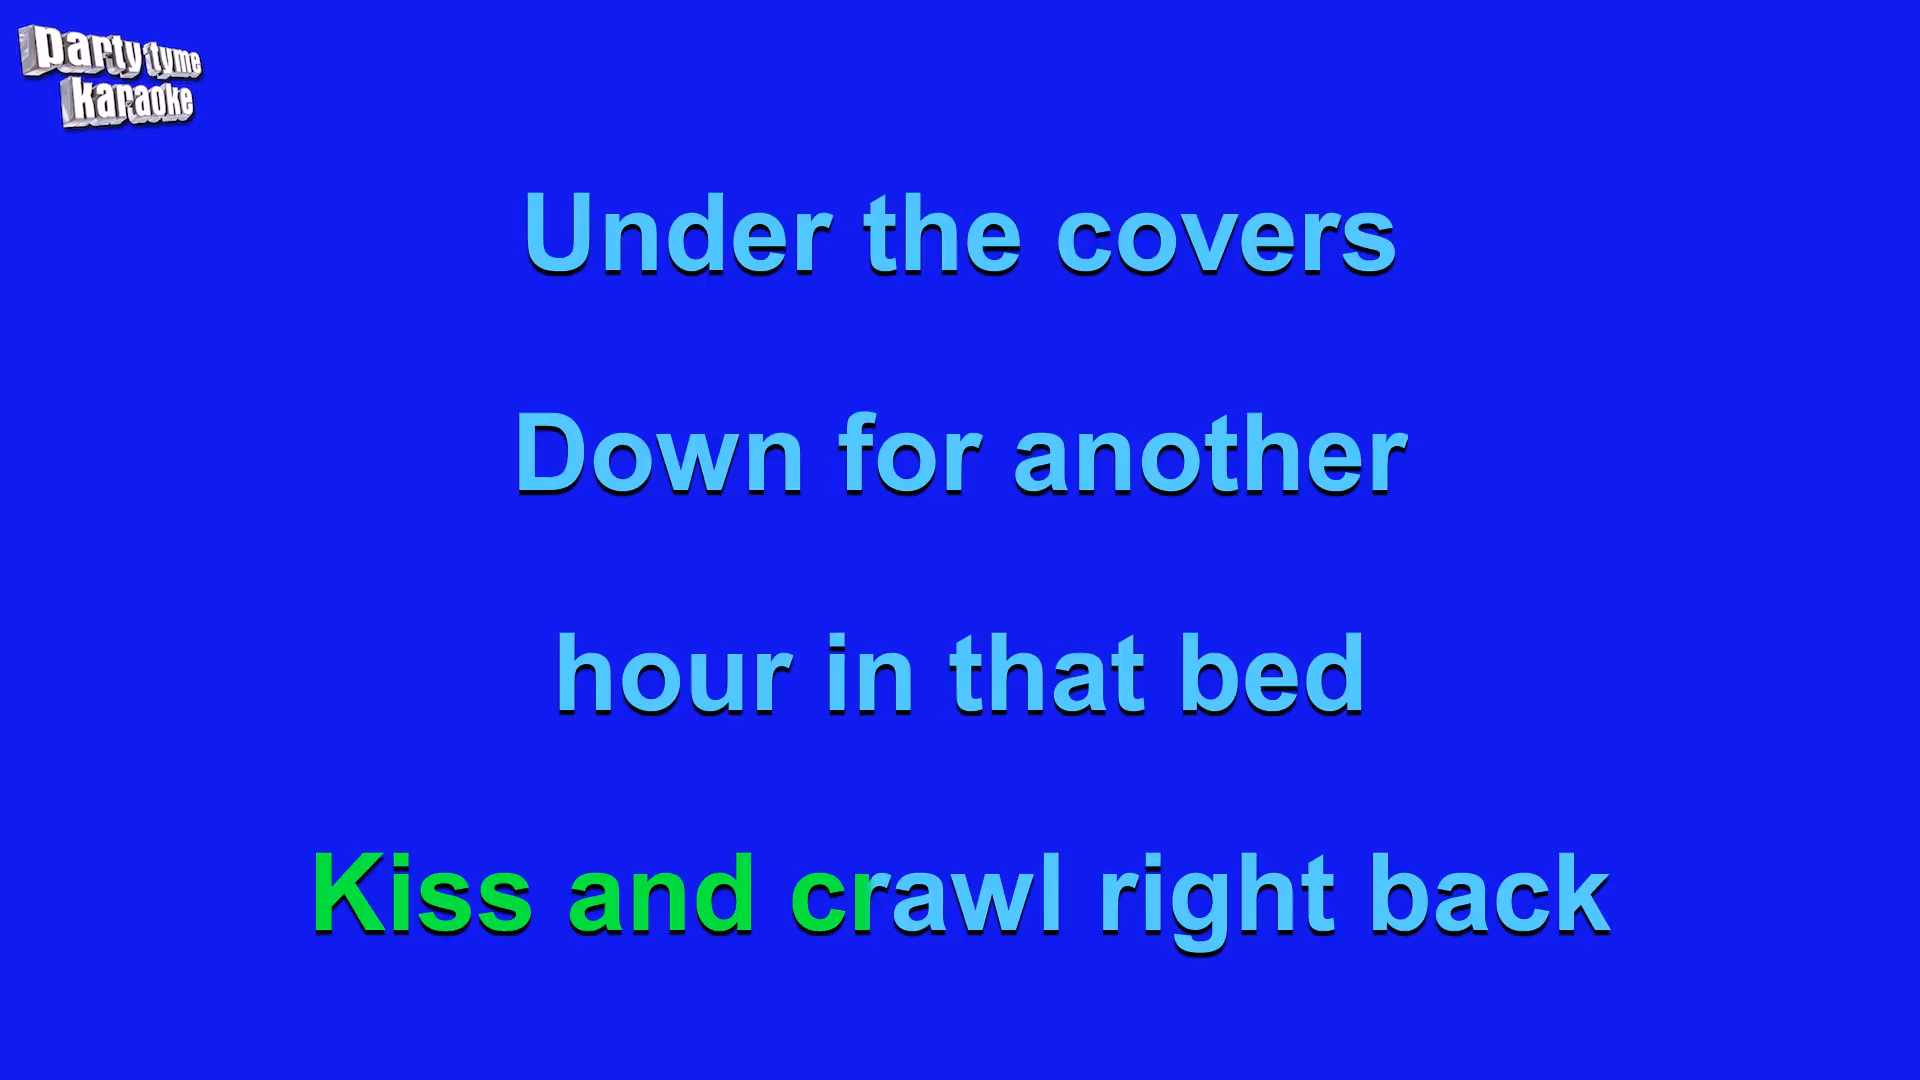 party tyme
karaoke
Under the covers
Down for another
hour in that bed
Kiss and crawl right back